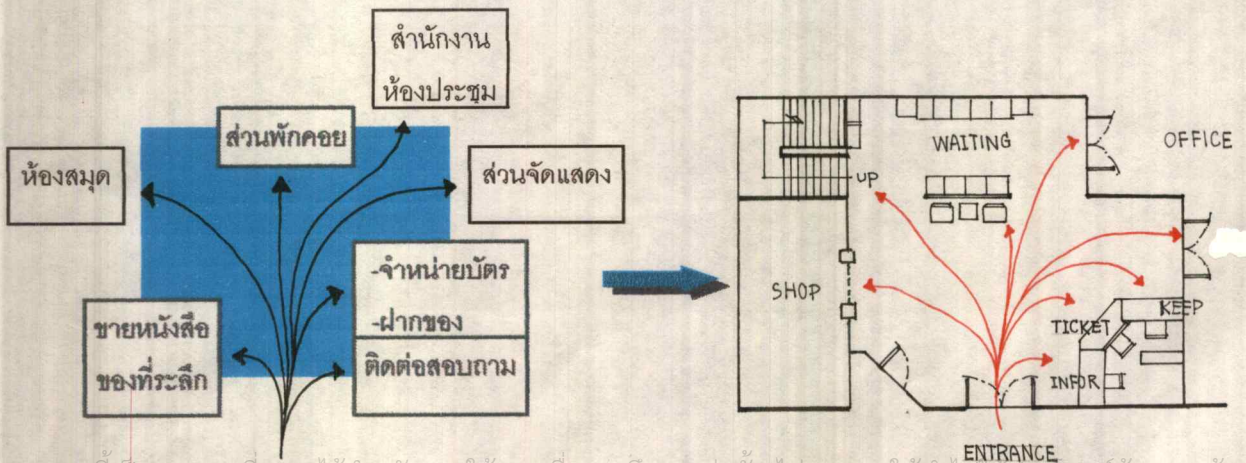 สำนักงาน
ห้องประชุม
ส่วนพักคอย
ห้องสมุด
ส่วนจัดแสดง
-จำหน่ายบัตร
-ฝากของ
ขายหนังสือ
ของที่ระลึก
ติดต่อสอบถาม
WAITING
OFFICE
UP
SHOP
KEEP
TICKET
INFOR
ENTRANCE